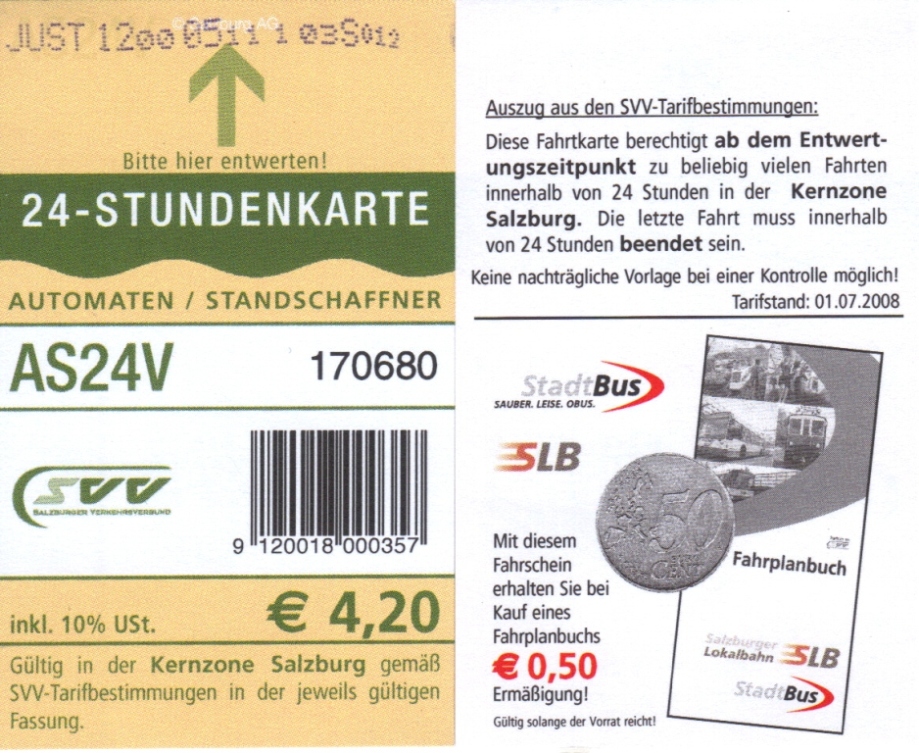 © Salzburg AG
JUST 1200 0511 1 03S012
Bitte hier entwerten!
24-STUNDENKARTE
AUTOMATEN / STANDSCHAFFNER
AS24V 170680
SVV
SALZBURGER VERKEHRSVERBUND
9 120018 000357
inkl. 10% USt. € 4,20
Gültig in der Kernzone Salzburg gemäß
SVV-Tarifbestimmungen in der jeweils gültigen
Fassung.
Auszug aus den SVV-Tarifbestimmungen:
Diese Fahrtkarte berechtigt ab dem Entwert-
ungszeitpunkt zu beliebig vielen Fahrten
innerhalb von 24 Stunden in der Kernzone
Salzburg. Die letzte Fahrt muss innerhalb
von 24 Stunden beendet sein.
Keine nachträgliche Vorlage bei einer Kontrolle möglich!
Tarifstand: 01.07.2008
StadtBus
SAUBER. LEISE. OBUS.
SLB
50
CENT
Mit diesem
Fahrschein
erhalten Sie bei
Kauf eines
Fahrplanbuchs
€ 0,50
Ermäßigung!
Gültig solange der Vorrat reicht!
Fahrplanbuch
Salzburger
Lokalbahn SLB
StadtBus